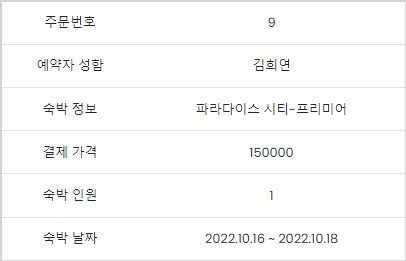 주문번호 9
예약자 성함 김희연
숙박 정보 파라다이스 시티-프리미어
결제 가격 150000
숙박 인원 1
숙박 날짜 2022.10.16 ~ 2022.10.18